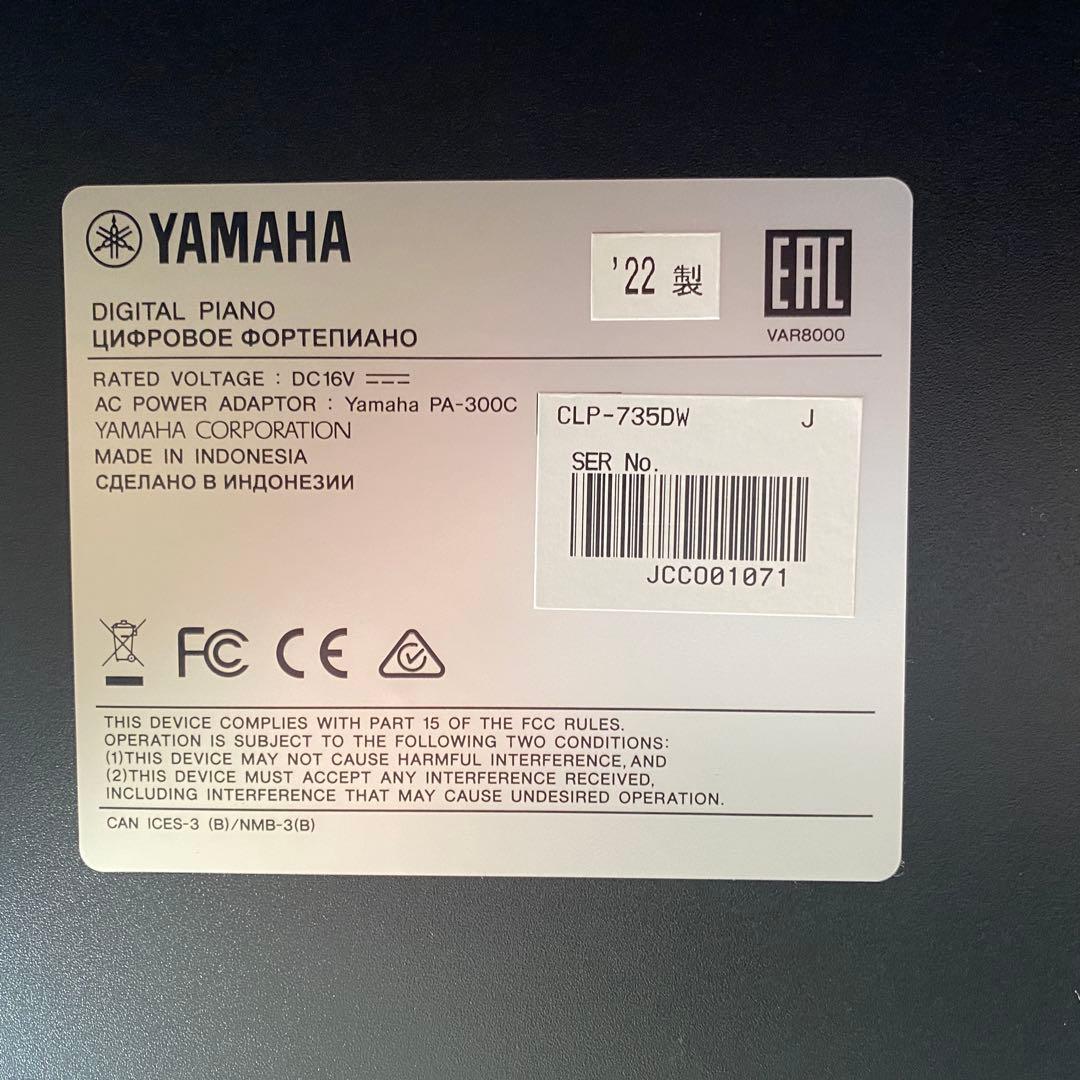 YAMAHA
DIGITAL PIANO
ЦИФРОВОЕ ФОРТЕПИАНО
'22 製
EAC
VAR8000
RATED VOLTAGE : DC16V
AC POWER ADAPTOR : Yamaha PA-300C
YAMAHA CORPORATION
MADE IN INDONESIA
СДЕЛАНО В ИНДОНЕЗИИ
CLP-735DW J
SER No.
JCCO01071
FC CE
THIS DEVICE COMPLIES WITH PART 15 OF THE FCC RULES.
OPERATION IS SUBJECT TO THE FOLLOWING TWO CONDITIONS:
(1)THIS DEVICE MAY NOT CAUSE HARMFUL INTERFERENCE, AND
(2)THIS DEVICE MUST ACCEPT ANY INTERFERENCE RECEIVED,
INCLUDING INTERFERENCE THAT MAY CAUSE UNDESIRED OPERATION.
CAN ICES-3 (B)/NMB-3(B)